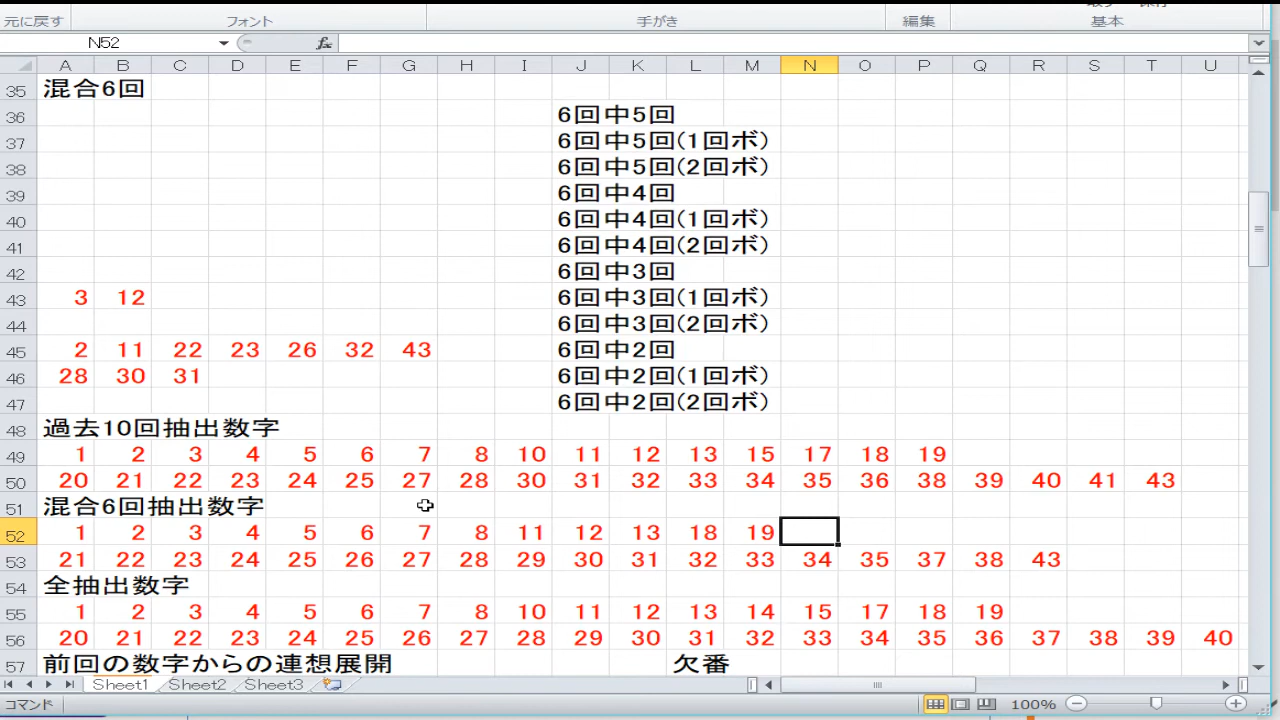 元に戻す フォント 手がき 編集 基本
N52 fx
A B C D E F G H I J K L M N O P Q R S T U
35 混合6回
36 6回中5回
37 6回中5回(1回ボ)
38 6回中5回(2回ボ)
39 6回中4回
40 6回中4回(1回ボ)
41 6回中4回(2回ボ)
42 6回中3回
43 3 12 6回中3回(1回ボ)
44 6回中3回(2回ボ)
45 2 11 22 23 26 32 43 6回中2回
46 28 30 31 6回中2回(1回ボ)
47 6回中2回(2回ボ)
48 過去10回抽出数字
49 1 2 3 4 5 6 7 8 10 11 12 13 15 17 18 19
50 20 21 22 23 24 25 27 28 30 31 32 33 34 35 36 38 39 40 41 43
51 混合6回抽出数字
52 1 2 3 4 5 6 7 8 11 12 13 18 19
53 21 22 23 24 25 26 27 28 29 30 31 32 33 34 35 37 38 43
54 全抽出数字
55 1 2 3 4 5 6 7 8 10 11 12 13 14 15 17 18 19
56 20 21 22 23 24 25 26 27 28 29 30 31 32 33 34 35 36 37 38 39 40
57 前回の数字からの連想展開 欠番
Sheet1 Sheet2 Sheet3
コマンド 100%